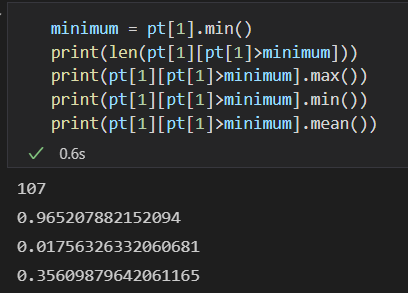 minimum = pt[1].min()
print(len(pt[1][pt[1]>minimum]))
print(pt[1][pt[1]>minimum].max())
print(pt[1][pt[1]>minimum].min())
print(pt[1][pt[1]>minimum].mean())
✓ 0.6s
107
0.965207882152094
0.01756326332060681
0.35609879642061165